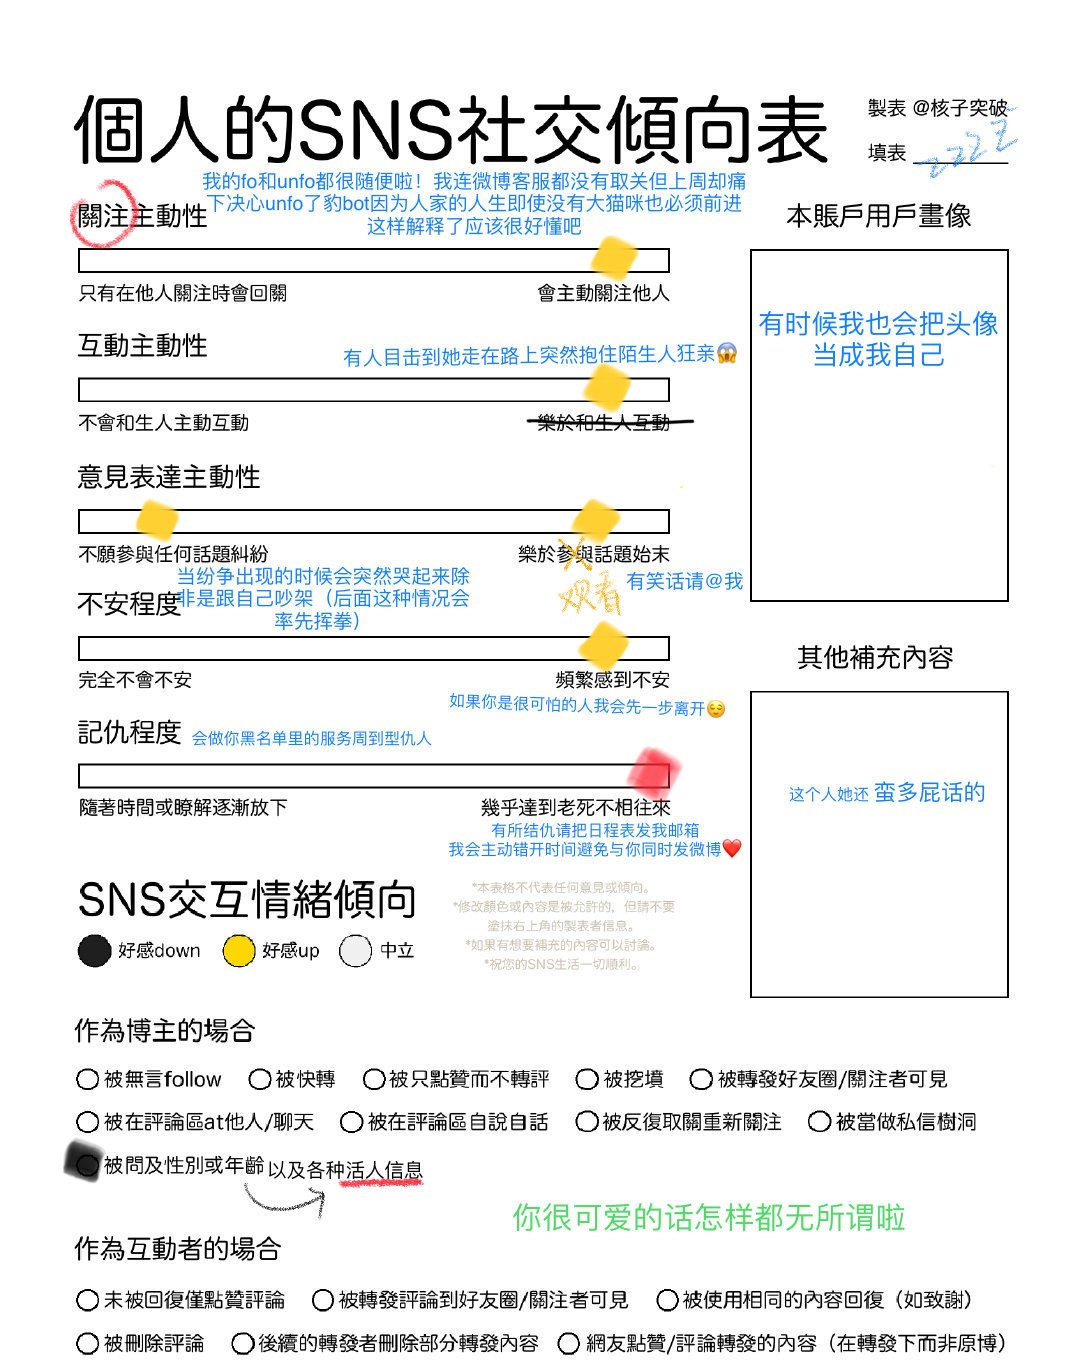 個人的SNS社交傾向表
製表 @核子突破
填表 zzzz
我的fo和unfo都很随便啦！我连微博客服都没有取关但上周却痛
下决心unfo了豹bot因为人家的人生即使没有大猫咪也必须前进
这样解释了应该很好懂吧
關注主動性
只有在他人關注時會回關
會主動關注他人
互動主動性
有人目击到她走在路上突然抱住陌生人狂亲😱
不會和生人主動互動
樂於和生人互動
意見表達主動性
不願參與任何話題糾紛
樂於參與話題始末
观看
有笑话请@我
当纷争出现的时候会突然哭起来除
非是跟自己吵架（后面这种情况会
率先挥拳）
不安程度
完全不會不安
頻繁感到不安
如果你是很可怕的人我会先一步离开😌
記仇程度
会做你黑名单里的服务周到型仇人
隨著時間或瞭解逐漸放下
幾乎達到老死不相往來
有所结仇请把日程表发我邮箱
我会主动错开时间避免与你同时发微博❤️
本賬戶用戶畫像
有时候我也会把头像
当成我自己
其他補充內容
这个人她还 蛮多屁话的
SNS交互情緒傾向
好感down
好感up
中立
*本表格不代表任何意見或傾向。
*修改顏色或內容是被允許的，但請不要
塗抹右上角的製表者信息。
*如果有想要補充的內容可以討論。
*祝您的SNS生活一切順利。
作為博主的場合
被無言follow
被快轉
被只點贊而不轉評
被挖墳
被轉發好友圈/關注者可見
被在評論區at他人/聊天
被在評論區自說自話
被反復取關重新關注
被當做私信樹洞
被問及性別或年齡
以及各种活人信息
你很可爱的话怎样都无所谓啦
作為互動者的場合
未被回復僅點贊評論
被轉發評論到好友圈/關注者可見
被使用相同的內容回復（如致謝）
被刪除評論
後續的轉發者刪除部分轉發內容
網友點贊/評論轉發的內容（在轉發下而非原博）